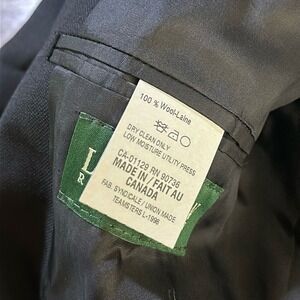 100 % Wool-Laine
DRY CLEAN ONLY
LOW MOISTURE UTILITY PRESS
CA-01129 RN 90736
MADE IN / FAIT AU
CANADA
FAB. SYNDICALE / UNION MADE
TEAMSTERS L-1996